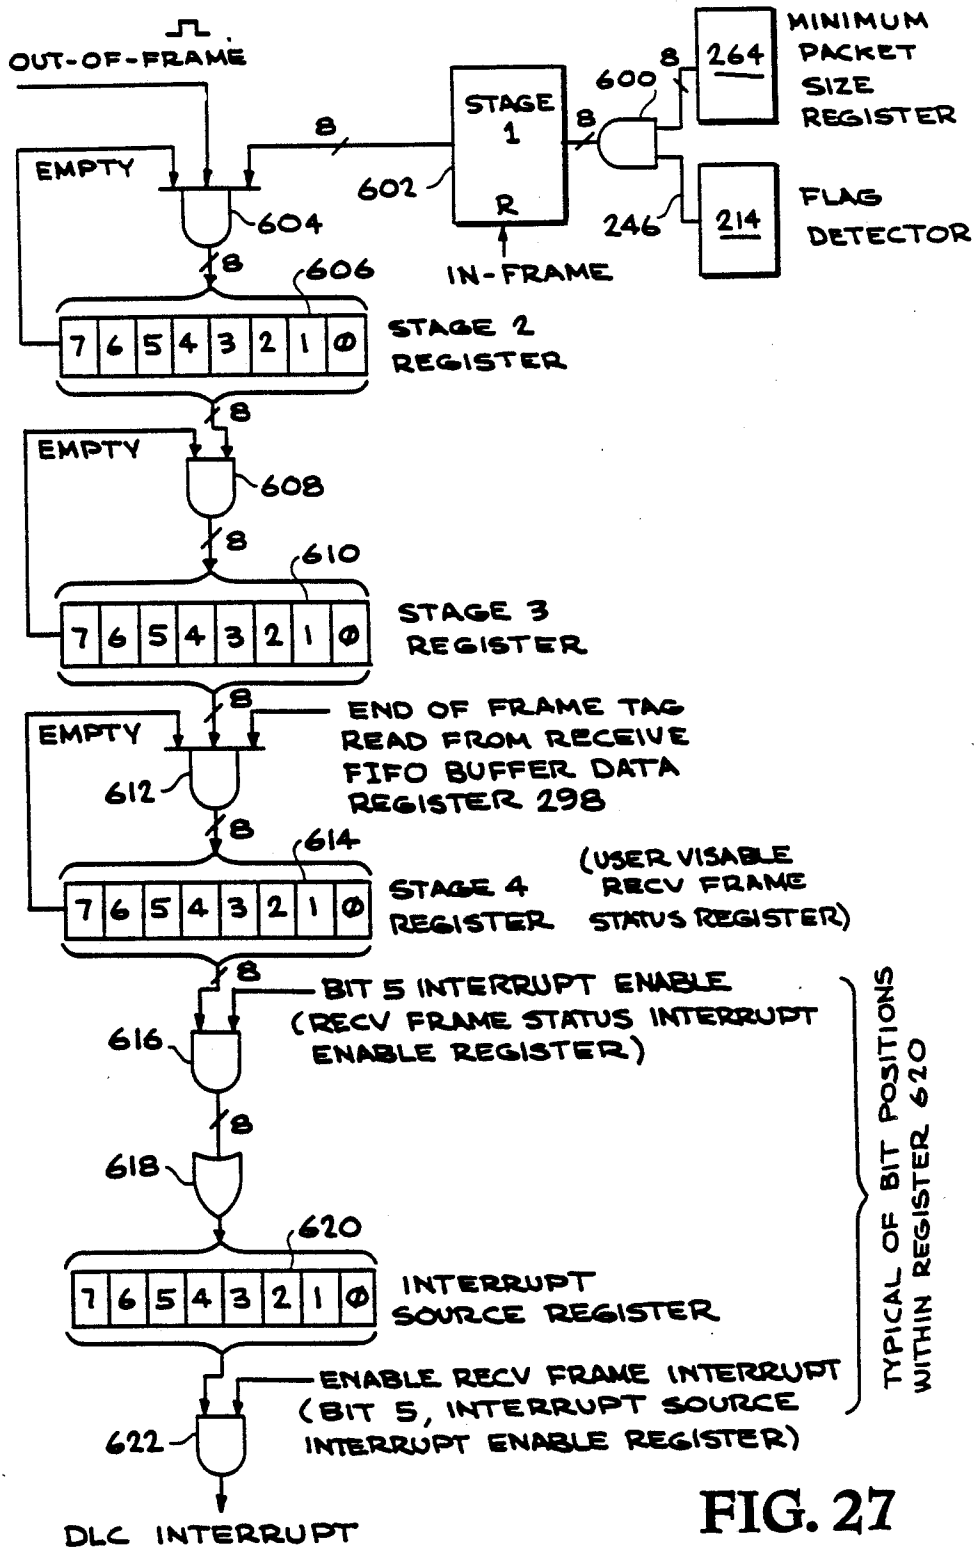 OUT-OF-FRAME
MINIMUM
PACKET
SIZE
REGISTER
264
8
600
8
STAGE
1
R
602
8
EMPTY
604
8
246
214
FLAG
DETECTOR
IN-FRAME
606
7 6 5 4 3 2 1 0
STAGE 2
REGISTER
8
EMPTY
608
8
610
7 6 5 4 3 2 1 0
STAGE 3
REGISTER
8
EMPTY
END OF FRAME TAG
READ FROM RECEIVE
FIFO BUFFER DATA
REGISTER 298
612
8
614
7 6 5 4 3 2 1 0
STAGE 4
REGISTER
(USER VISABLE
RECV FRAME
STATUS REGISTER)
8
BIT 5 INTERRUPT ENABLE
(RECV FRAME STATUS INTERRUPT
ENABLE REGISTER)
616
8
618
620
7 6 5 4 3 2 1 0
INTERRUPT
SOURCE REGISTER
ENABLE RECV FRAME INTERRUPT
(BIT 5, INTERRUPT SOURCE
INTERRUPT ENABLE REGISTER)
622
DLC INTERRUPT
TYPICAL OF BIT POSITIONS
WITHIN REGISTER 620
FIG. 27